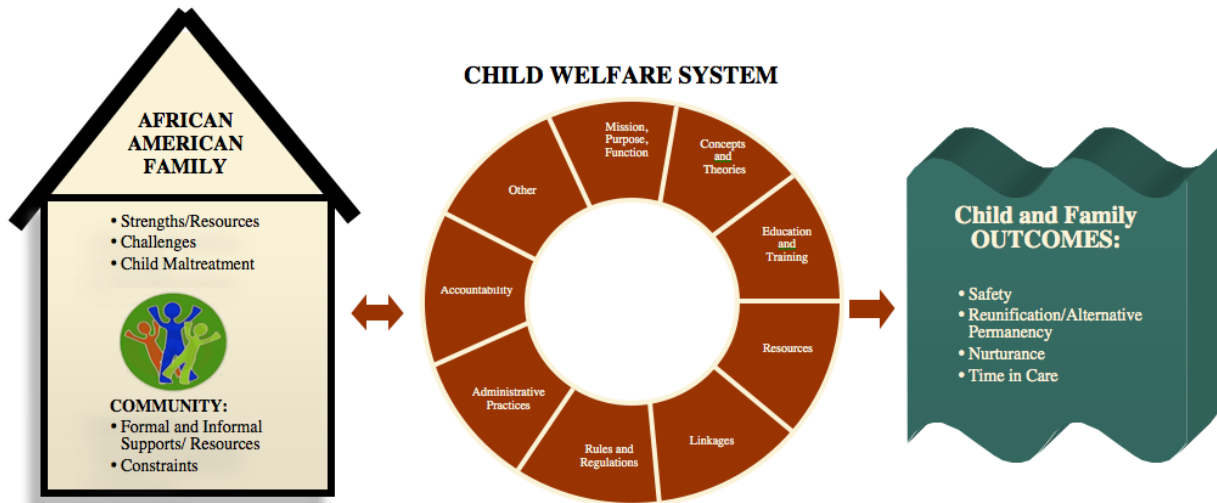 AFRICAN
AMERICAN
FAMILY
• Strengths/Resources
• Challenges
• Child Maltreatment
COMMUNITY:
• Formal and Informal
Supports/ Resources
• Constraints
CHILD WELFARE SYSTEM
Mission,
Purpose,
Function
Concepts
and
Theories
Education
and
Training
Resources
Linkages
Rules and
Regulations
Administrative
Practices
Accountability
Other
Child and Family
OUTCOMES:
• Safety
• Reunification/Alternative
Permanency
• Nurturance
• Time in Care